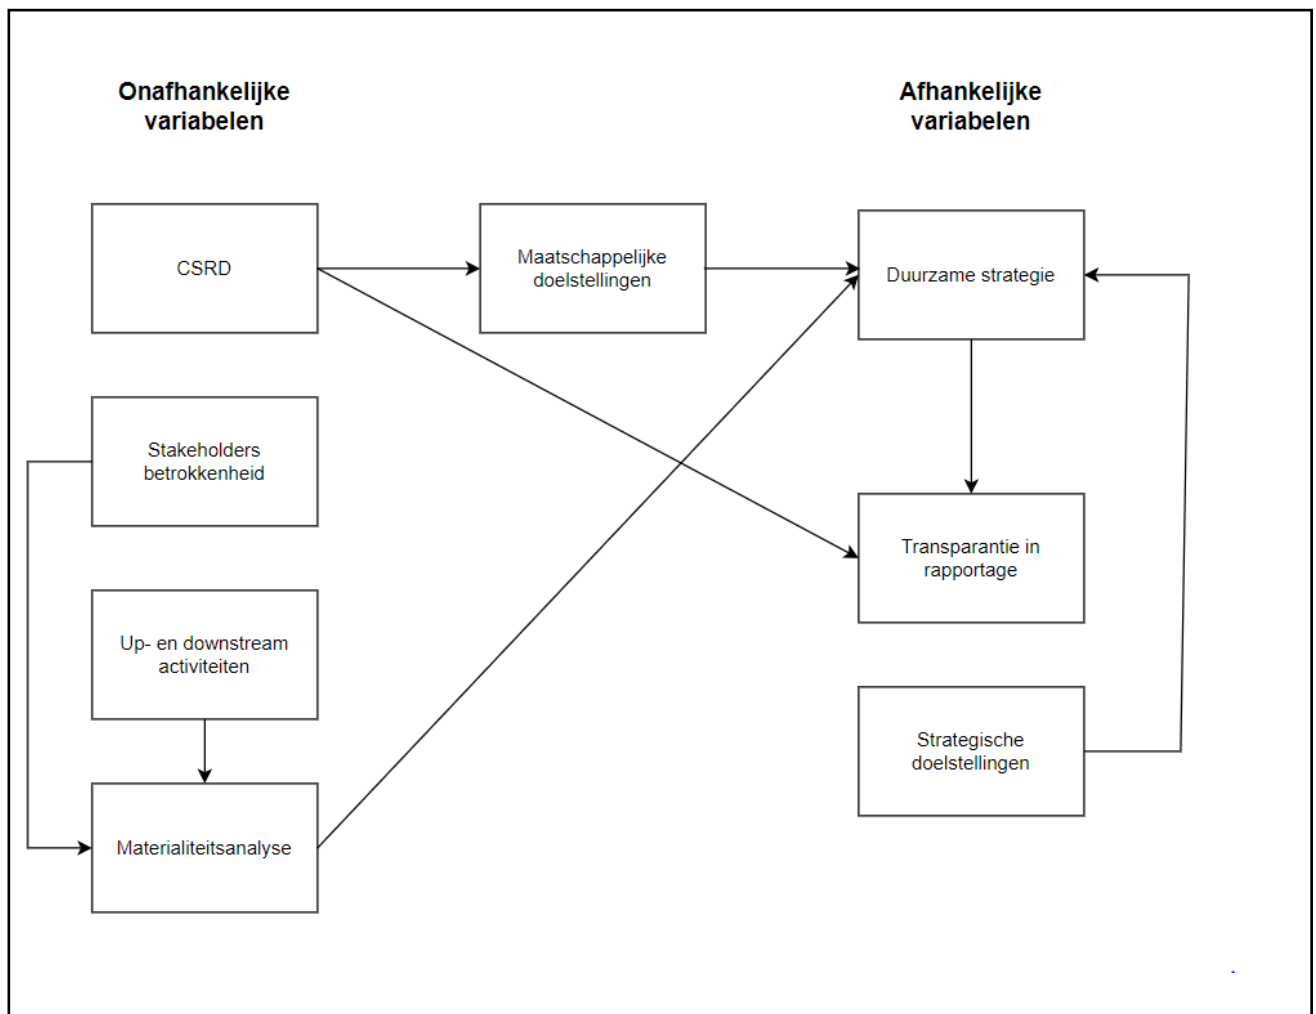 Onafhankelijke
variabelen
Afhankelijke
variabelen
CSRD
Maatschappelijke
doelstellingen
Duurzame strategie
Stakeholders
betrokkenheid
Transparantie in
rapportage
Up- en downstream
activiteiten
Strategische
doelstellingen
Materialiteitsanalyse